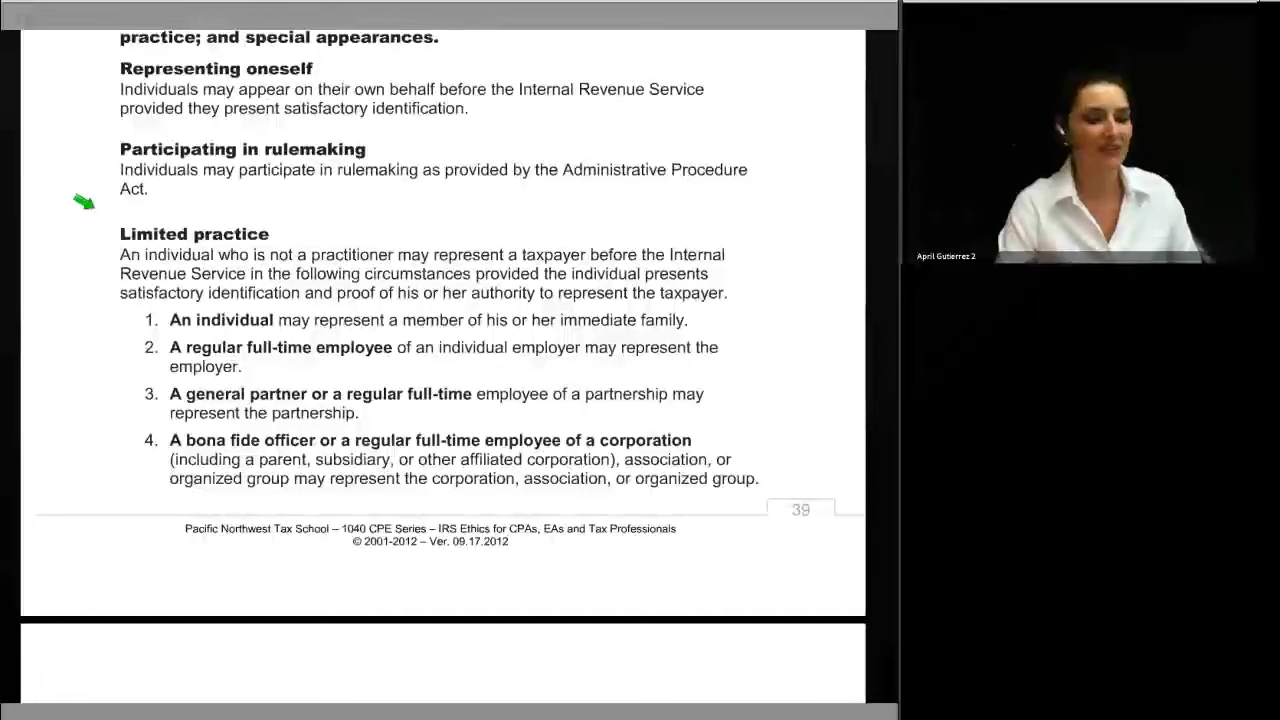 practice; and special appearances.
Representing oneself
Individuals may appear on their own behalf before the Internal Revenue Service
provided they present satisfactory identification.
Participating in rulemaking
Individuals may participate in rulemaking as provided by the Administrative Procedure
Act.
Limited practice
An individual who is not a practitioner may represent a taxpayer before the Internal
Revenue Service in the following circumstances provided the individual presents
satisfactory identification and proof of his or her authority to represent the taxpayer.
1. An individual may represent a member of his or her immediate family.
2. A regular full-time employee of an individual employer may represent the
employer.
3. A general partner or a regular full-time employee of a partnership may
represent the partnership.
4. A bona fide officer or a regular full-time employee of a corporation
(including a parent, subsidiary, or other affiliated corporation), association, or
organized group may represent the corporation, association, or organized group.
39
Pacific Northwest Tax School – 1040 CPE Series – IRS Ethics for CPAs, EAs and Tax Professionals
© 2001-2012 – Ver. 09.17.2012
April Gutierrez 2